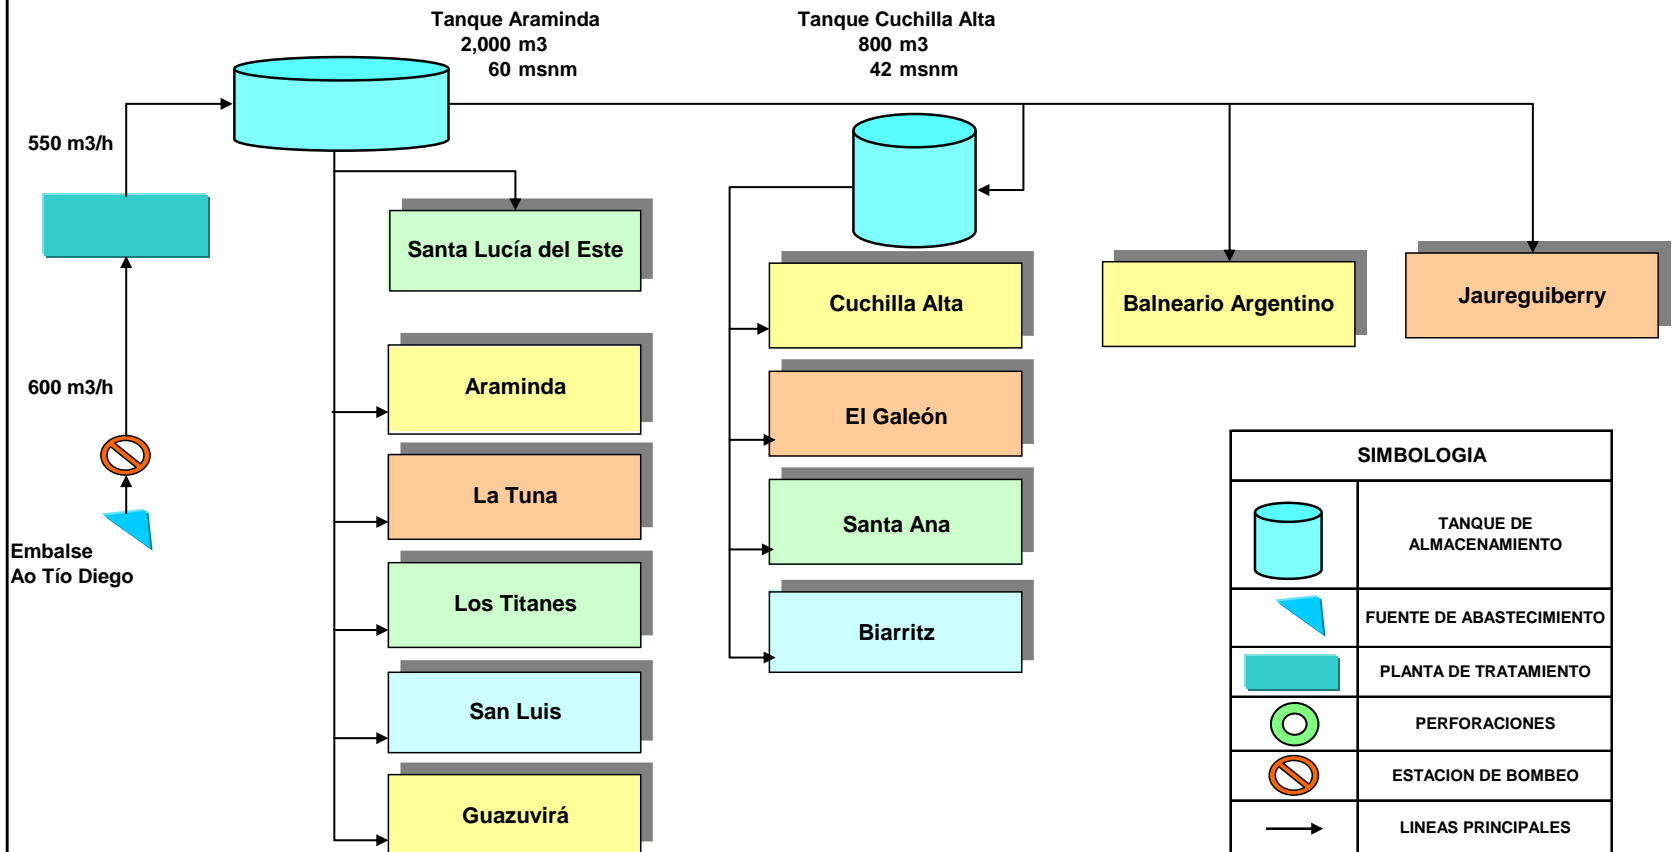 Tanque Araminda
2,000 m3
60 msnm
Tanque Cuchilla Alta
800 m3
42 msnm
550 m3/h
600 m3/h
Embalse
Ao Tío Diego
Santa Lucía del Este
Araminda
La Tuna
Los Titanes
San Luis
Guazuvirá
Cuchilla Alta
El Galeón
Santa Ana
Biarritz
Balneario Argentino
Jaureguiberry
SIMBOLOGIA
TANQUE DE
ALMACENAMIENTO
FUENTE DE ABASTECIMIENTO
PLANTA DE TRATAMIENTO
PERFORACIONES
ESTACION DE BOMBEO
LINEAS PRINCIPALES